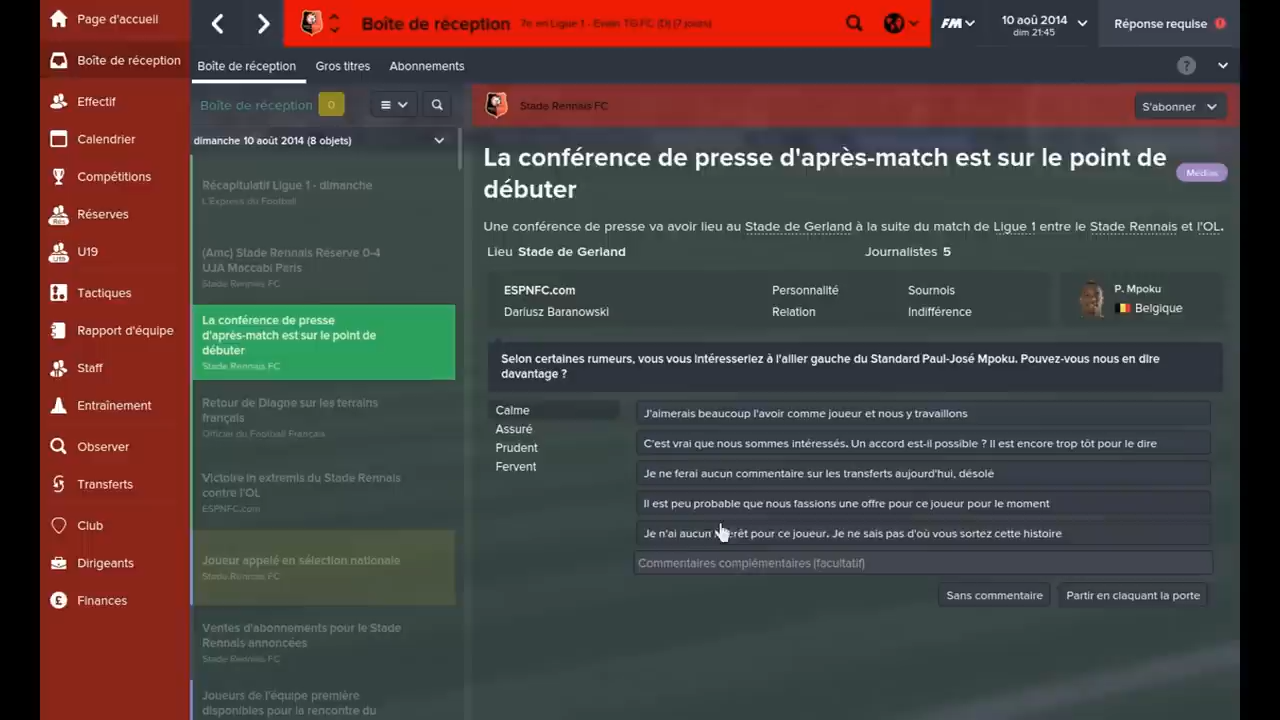 Page d'accueil
Boîte de réception
Effectif
Calendrier
Compétitions
Réserves
U19
Tactiques
Rapport d'équipe
Staff
Entraînement
Observer
Transferts
Club
Dirigeants
Finances
Boîte de réception
7e en Ligue 1 - Evian TG FC (D) (7 jours)
FM
10 août 2014
dim 21:45
Réponse requise
Boîte de réception
Gros titres
Abonnements
Boîte de réception
0
dimanche 10 août 2014 (8 objets)
Récapitulatif Ligue 1 - dimanche
L'Express du Football
(Amc) Stade Rennais Réserve 0-4
UJA Maccabi Paris
Stade Rennais FC
La conférence de presse
d'après-match est sur le point de
débuter
Stade Rennais FC
Retour de Diagne sur les terrains
français
Officiel du Football Français
Victoire in extremis du Stade Rennais
contre l'OL
ESPNFC.com
Joueur appelé en sélection nationale
Stade Rennais FC
Ventes d'abonnements pour le Stade
Rennais annoncées
Stade Rennais FC
Joueurs de l'équipe première
disponibles pour la rencontre du
Stade Rennais FC
S'abonner
La conférence de presse d'après-match est sur le point de
débuter
Médias
Une conférence de presse va avoir lieu au Stade de Gerland à la suite du match de Ligue 1 entre le Stade Rennais et l'OL.
Lieu Stade de Gerland
Journalistes 5
ESPNFC.com
Personnalité
Sournois
Dariusz Baranowski
Relation
Indifférence
P. Mpoku
Belgique
Selon certaines rumeurs, vous vous intéresseriez à l'ailier gauche du Standard Paul-José Mpoku. Pouvez-vous nous en dire
davantage ?
Calme
Assuré
Prudent
Fervent
J'aimerais beaucoup l'avoir comme joueur et nous y travaillons
C'est vrai que nous sommes intéressés. Un accord est-il possible ? Il est encore trop tôt pour le dire
Je ne ferai aucun commentaire sur les transferts aujourd'hui, désolé
Il est peu probable que nous fassions une offre pour ce joueur pour le moment
Je n'ai aucun intérêt pour ce joueur. Je ne sais pas d'où vous sortez cette histoire
Commentaires complémentaires (facultatif)
Sans commentaire
Partir en claquant la porte